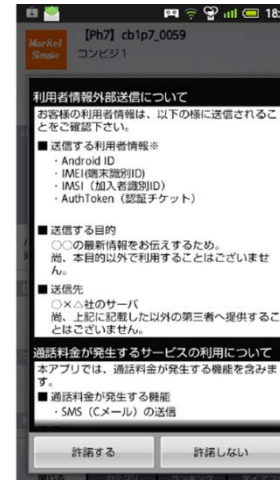 18:
Market
Simple
【Ph7】cb1p7_0059
コンビジ1
利用者情報外部送信について
お客様の利用者情報は、以下の様に送信されるこ
とをご確認下さい。
■ 送信する利用者情報※
・Android ID
・IMEI(端末識別ID)
・IMSI（加入者識別ID）
・AuthToken（認証チケット）
■ 送信する目的
○○の最新情報をお伝えするため。
尚、本目的以外で利用することはございませ
ん。
■ 送信先
○×△社のサーバ
尚、上記に記載した以外の第三者へ提供するこ
とはございません。
通話料金が発生するサービスの利用について
本アプリでは、通話料金が発生する機能を含みま
す。
■ 通話料金が発生する機能
・SMS（Cメール）の送信
許諾する
許諾しない